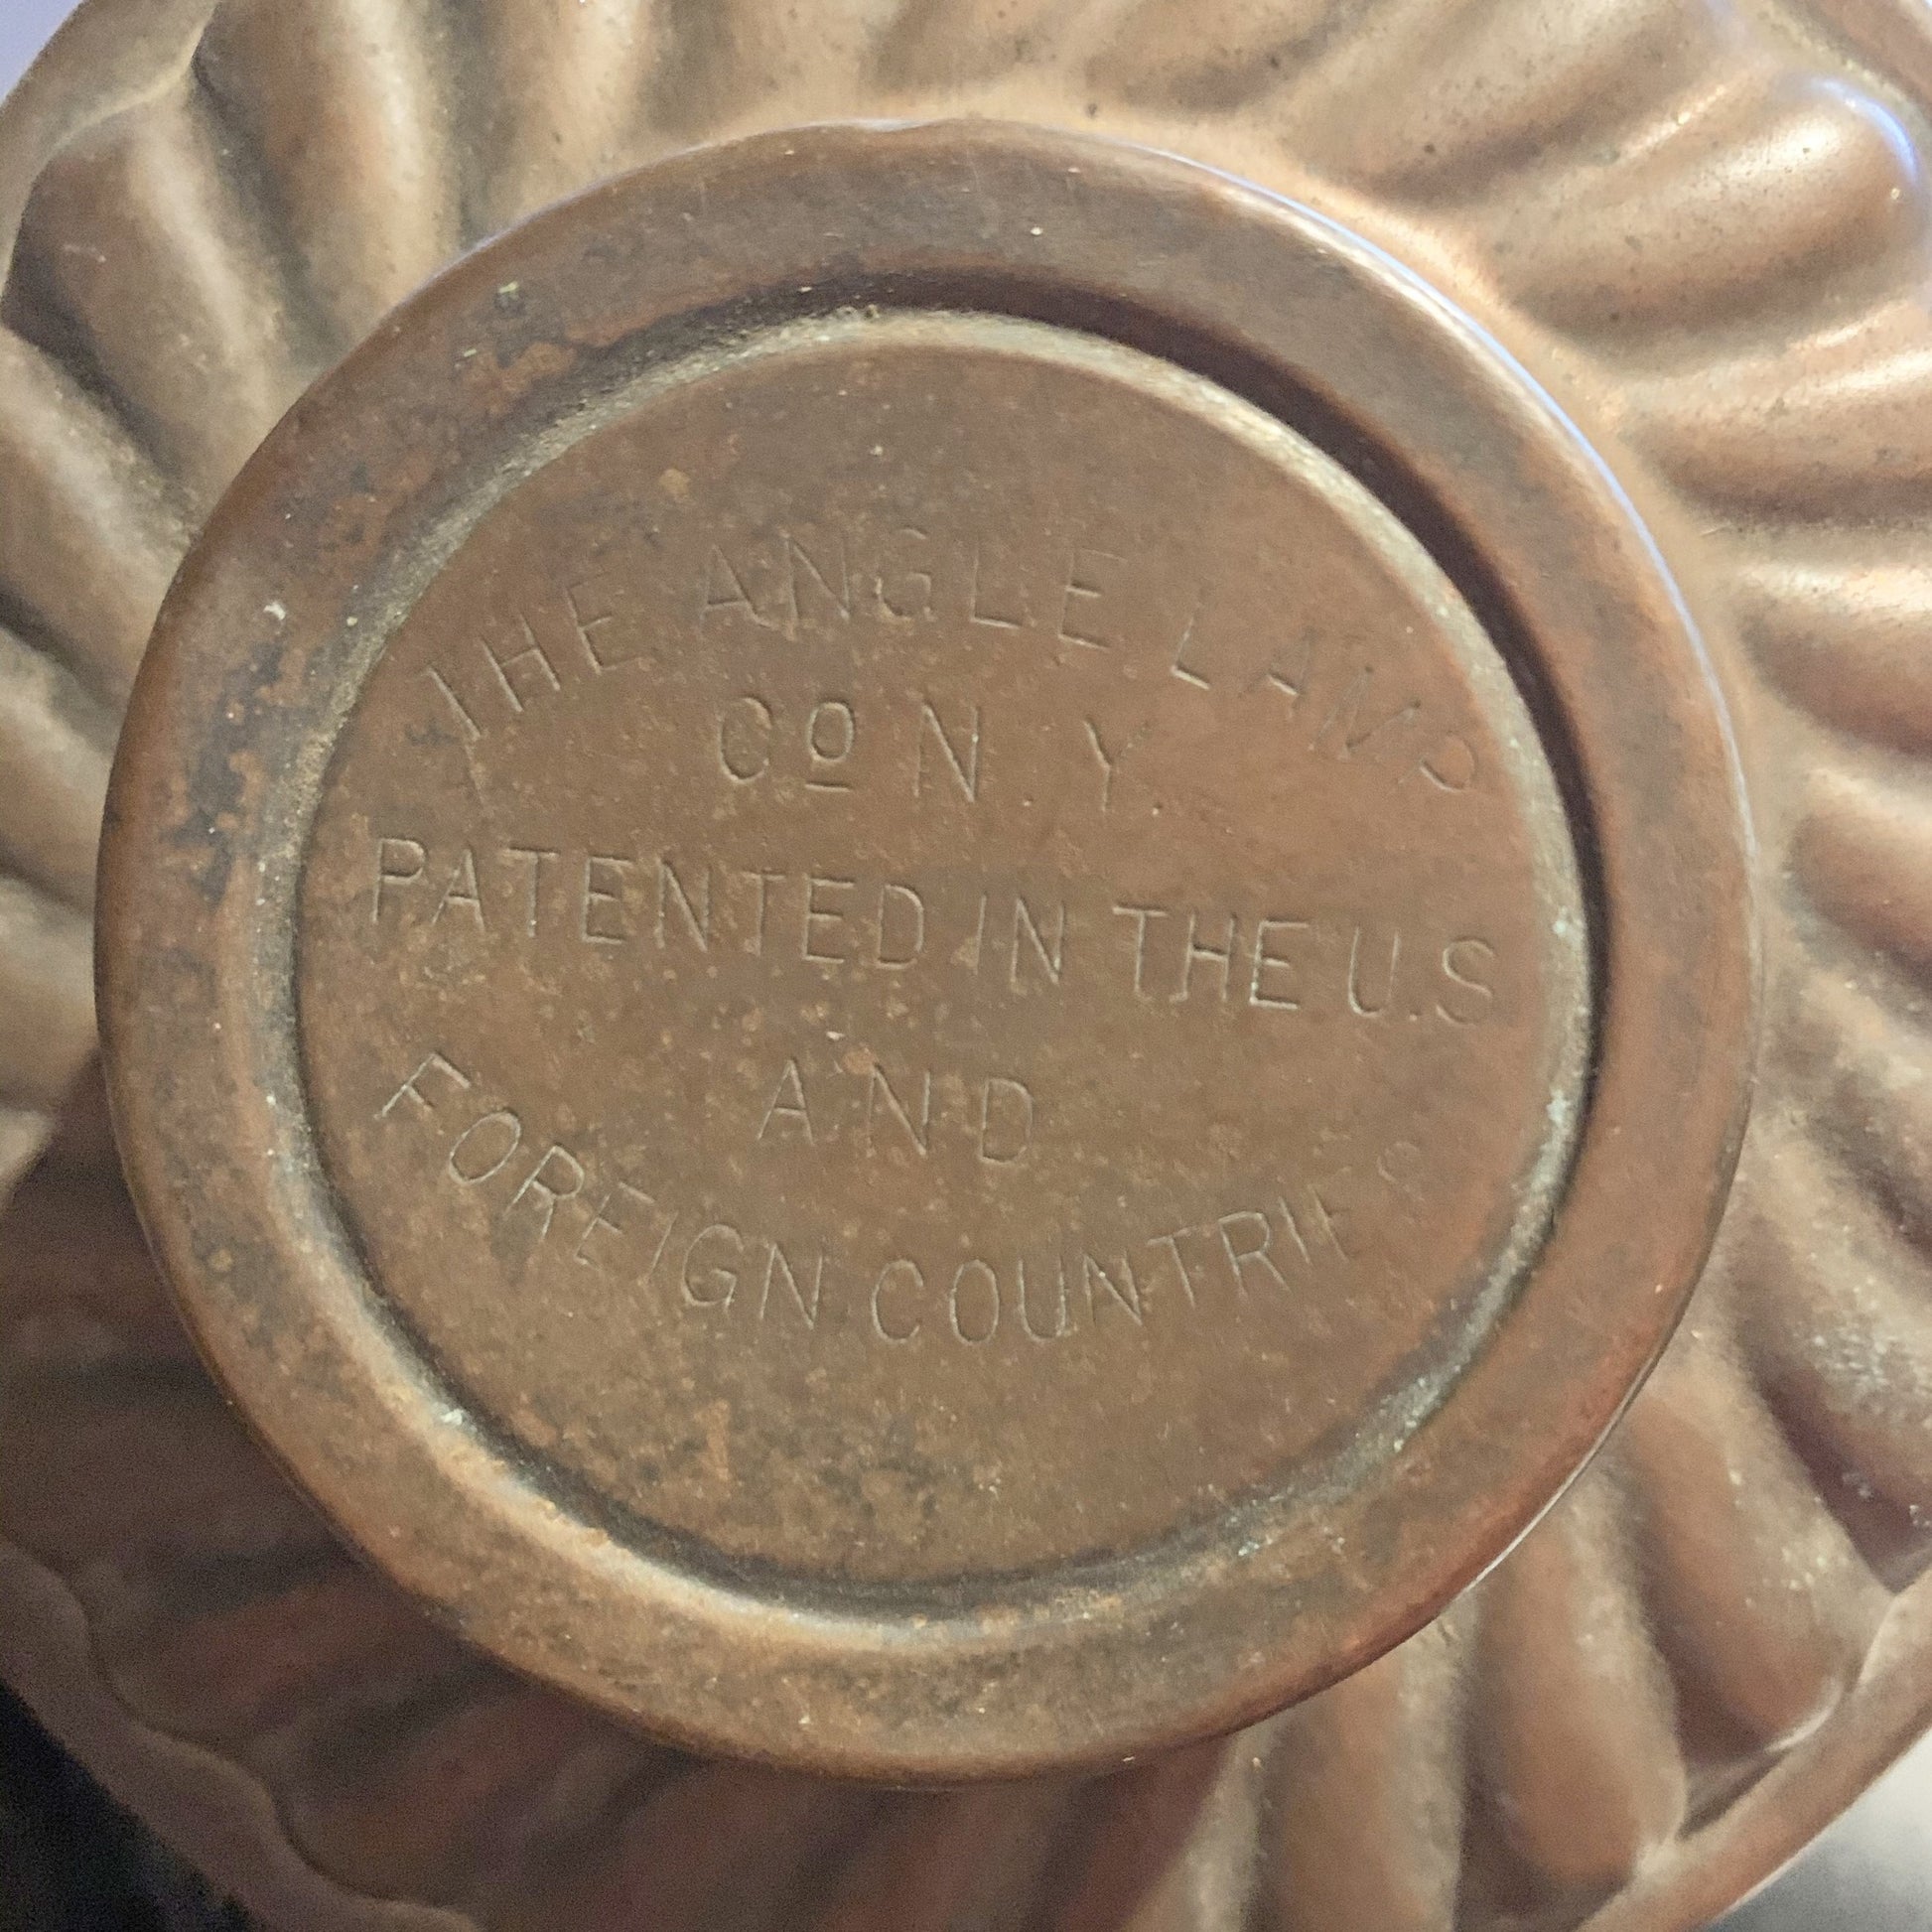 THE ANGLE LAMP
Cº N.Y.
PATENTED IN THE U.S
AND
FOREIGN COUNTRIES